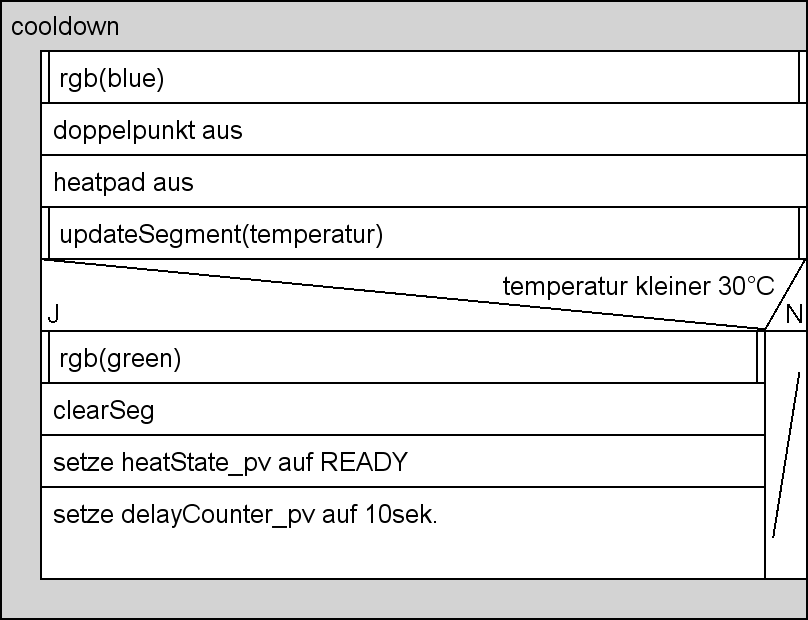 cooldown
rgb(blue)
doppelpunkt aus
heatpad aus
updateSegment(temperatur)
temperatur kleiner 30°C
J
N
rgb(green)
clearSeg
setze heatState_pv auf READY
setze delayCounter_pv auf 10sek.